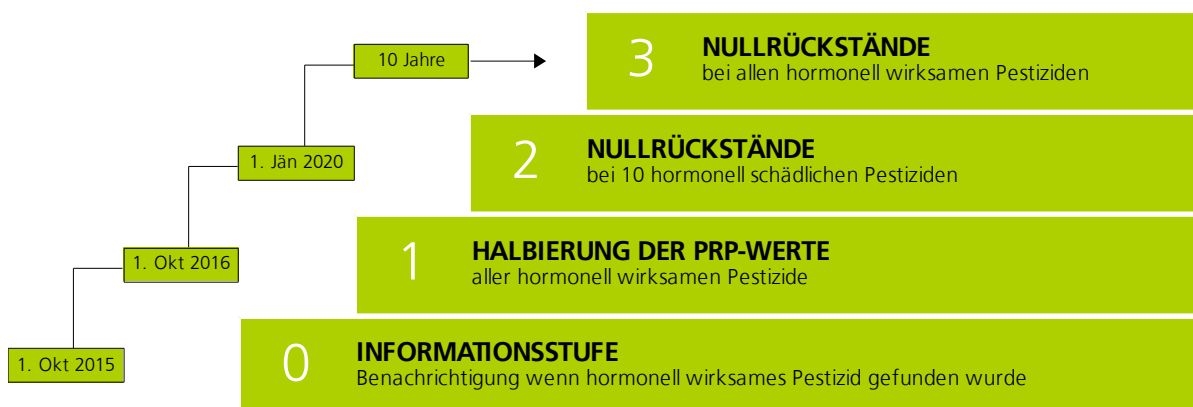 10 Jahre
3
NULLRÜCKSTÄNDE
bei allen hormonell wirksamen Pestiziden
1. Jän 2020
2
NULLRÜCKSTÄNDE
bei 10 hormonell schädlichen Pestiziden
1. Okt 2016
1
HALBIERUNG DER PRP-WERTE
aller hormonell wirksamen Pestizide
1. Okt 2015
0
INFORMATIONSSTUFE
Benachrichtigung wenn hormonell wirksames Pestizid gefunden wurde